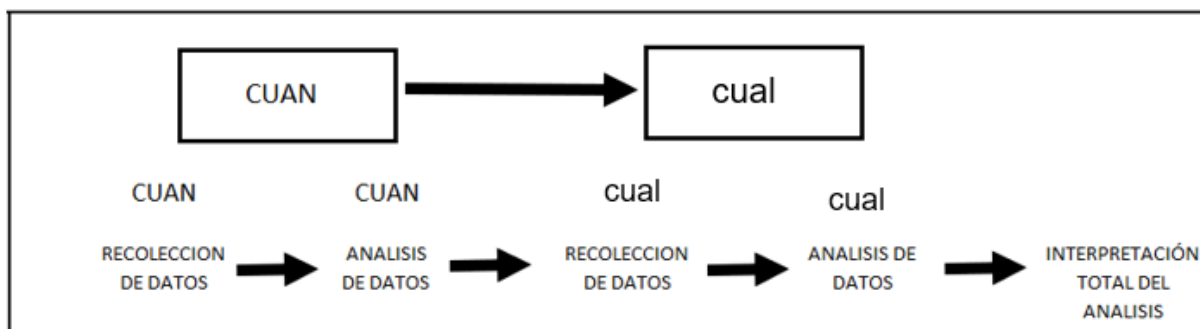 CUAN
cual
CUAN
CUAN
cual
cual
RECOLECCION
DE DATOS
ANALISIS
DE DATOS
RECOLECCION
DE DATOS
ANALISIS DE
DATOS
INTERPRETACIÓN
TOTAL DEL
ANALISIS